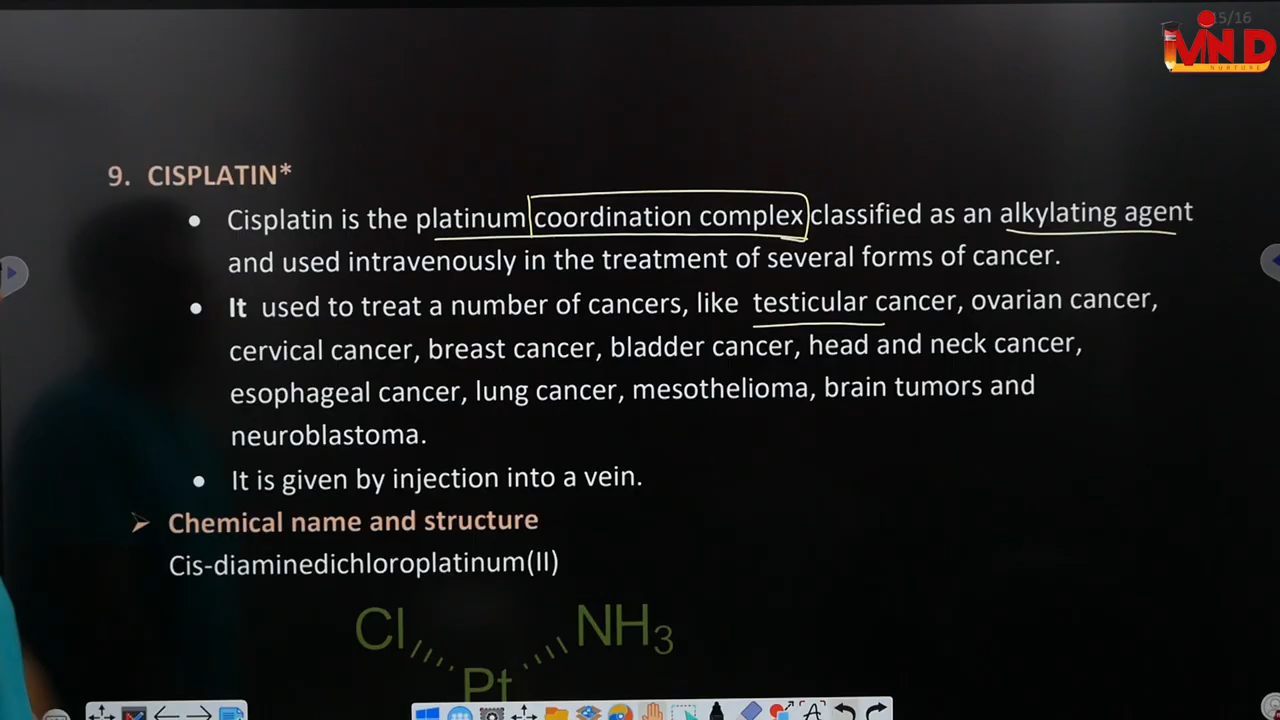 15/16
MIND
NURTURE
9. CISPLATIN*
• Cisplatin is the platinum coordination complex classified as an alkylating agent
and used intravenously in the treatment of several forms of cancer.
• It used to treat a number of cancers, like testicular cancer, ovarian cancer,
cervical cancer, breast cancer, bladder cancer, head and neck cancer,
esophageal cancer, lung cancer, mesothelioma, brain tumors and
neuroblastoma.
• It is given by injection into a vein.
➢ Chemical name and structure
Cis-diaminedichloroplatinum(II)
Cl NH3
Pt